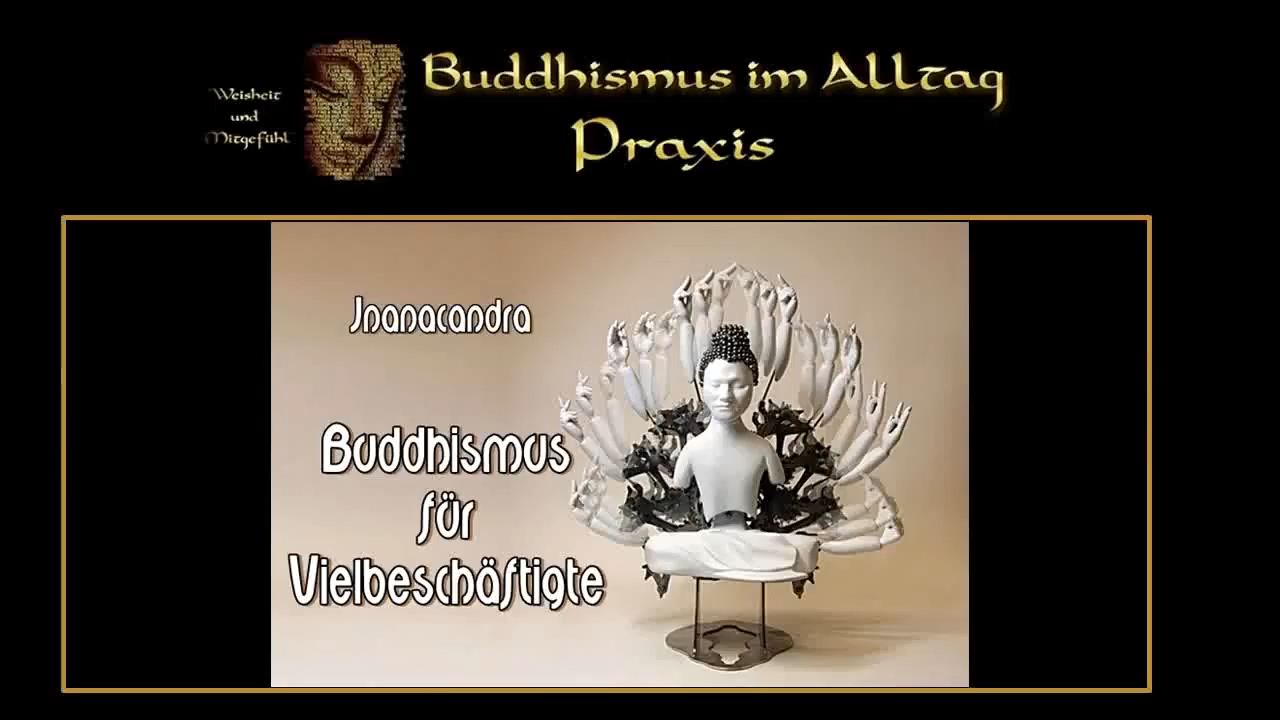 Weisheit
und
Mitgefühl
Buddhismus im Alltag
Praxis
Jnanacandra
Buddhismus
für
Vielbeschäftigte